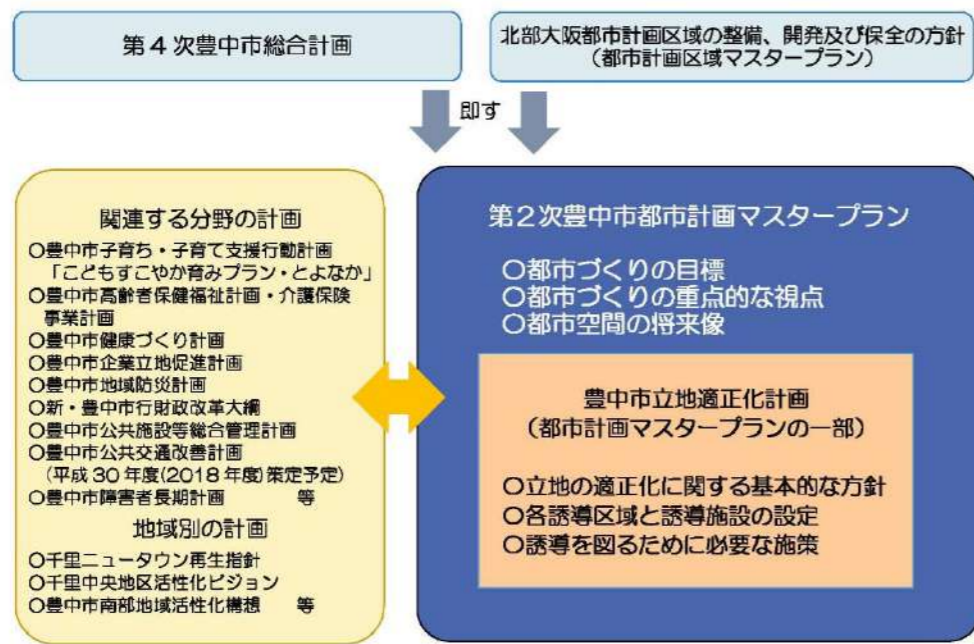 第４次豊中市総合計画
北部大阪都市計画区域の整備、開発及び保全の方針
（都市計画区域マスタープラン）
即す
関連する分野の計画
○豊中市子育ち・子育て支援行動計画
「こどもすこやか育みプラン・とよなか」
○豊中市高齢者保健福祉計画・介護保険
事業計画
○豊中市健康づくり計画
○豊中市企業立地促進計画
○豊中市地域防災計画
○新・豊中市行財政改革大綱
○豊中市公共施設等総合管理計画
○豊中市公共交通改善計画
（平成30年度(2018年度)策定予定）
○豊中市障害者長期計画　等
地域別の計画
○千里ニュータウン再生指針
○千里中央地区活性化ビジョン
○豊中市南部地域活性化構想　等
第２次豊中市都市計画マスタープラン
○都市づくりの目標
○都市づくりの重点的な視点
○都市空間の将来像
豊中市立地適正化計画
（都市計画マスタープランの一部）
○立地の適正化に関する基本的な方針
○各誘導区域と誘導施設の設定
○誘導を図るために必要な施策